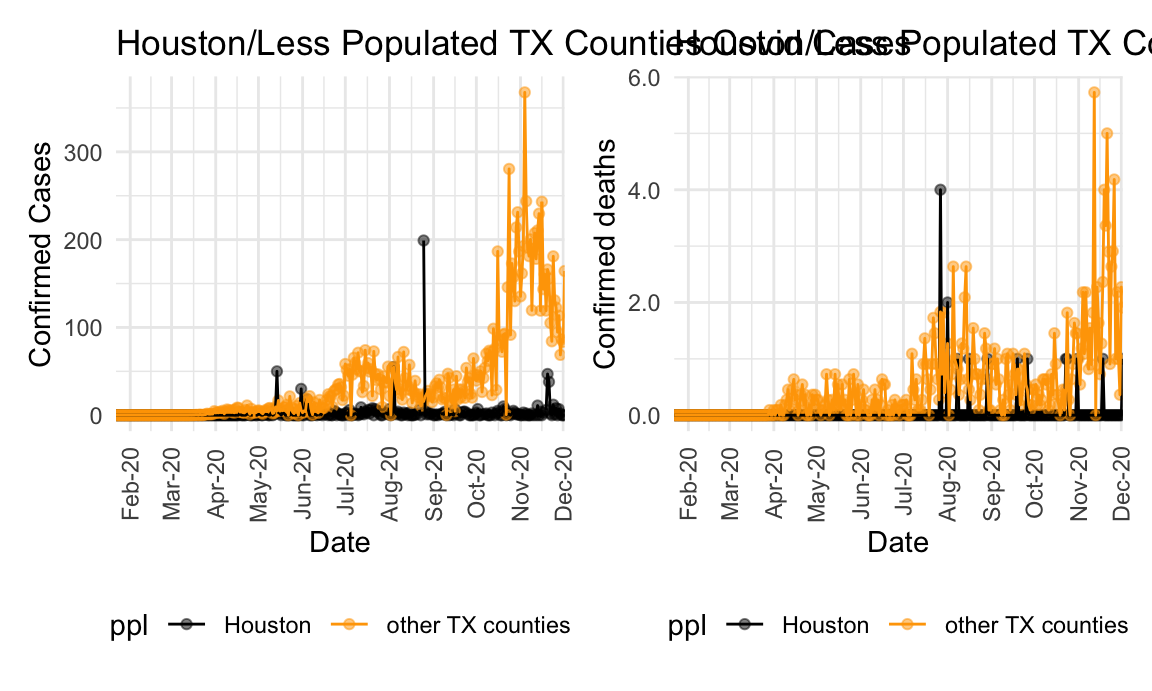 Houston/Less Populated TX Counties Covid Cases
Houston/Less Populated TX Co
Confirmed Cases
300
200
100
0
Feb-20
Mar-20
Apr-20
May-20
Jun-20
Jul-20
Aug-20
Sep-20
Oct-20
Nov-20
Dec-20
Date
ppl Houston other TX counties
Confirmed deaths
6.0
4.0
2.0
0.0
Feb-20
Mar-20
Apr-20
May-20
Jun-20
Jul-20
Aug-20
Sep-20
Oct-20
Nov-20
Dec-20
Date
ppl Houston other TX counties